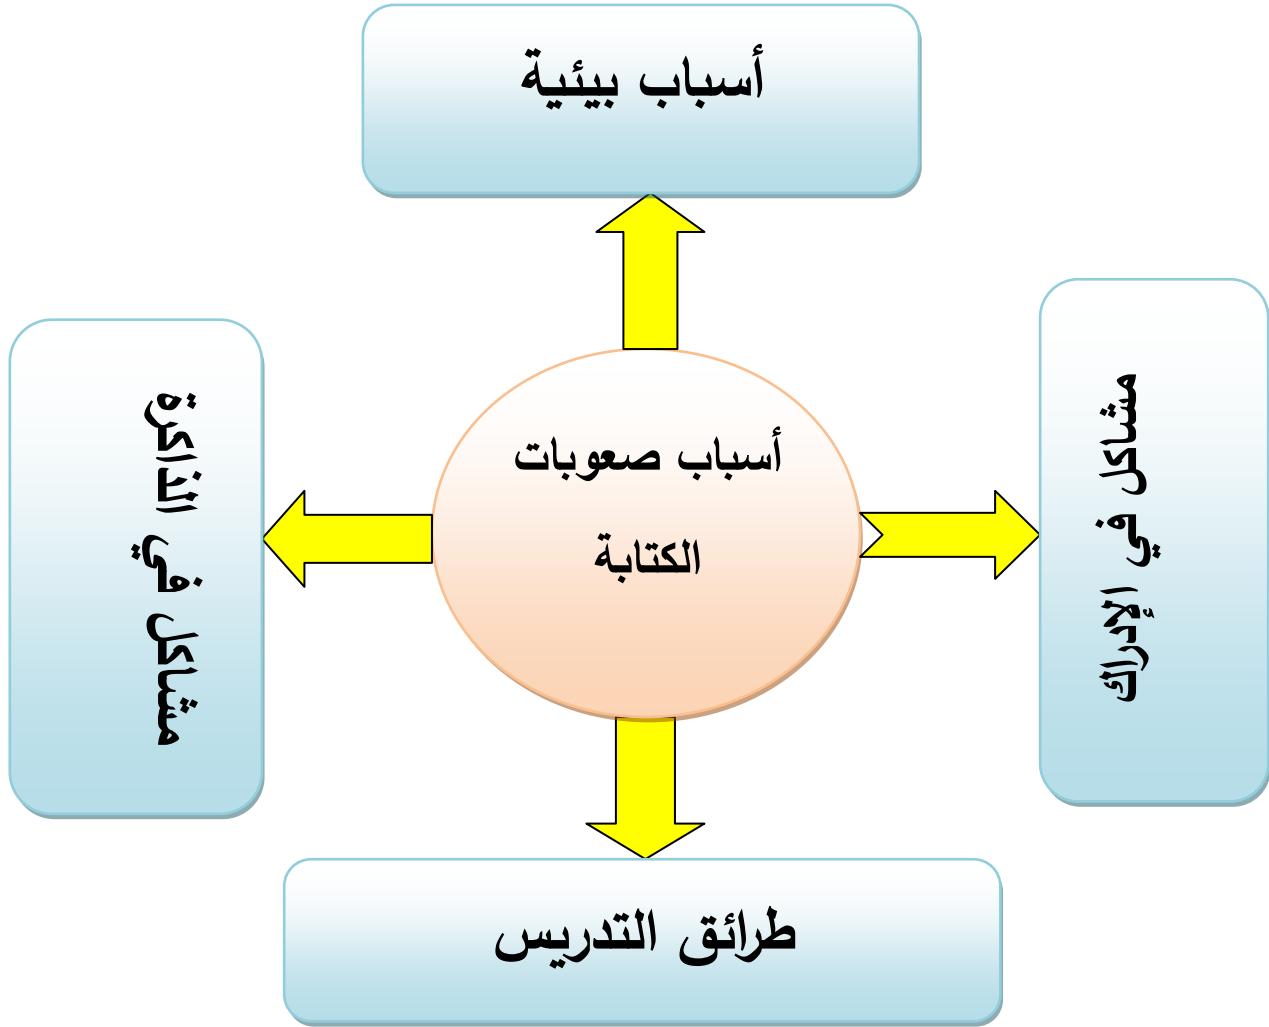 أسباب بيئية
مشاكل في الإدراك
أسباب صعوبات
الكتابة
مشاكل في الذاكرة
طرائق التدريس